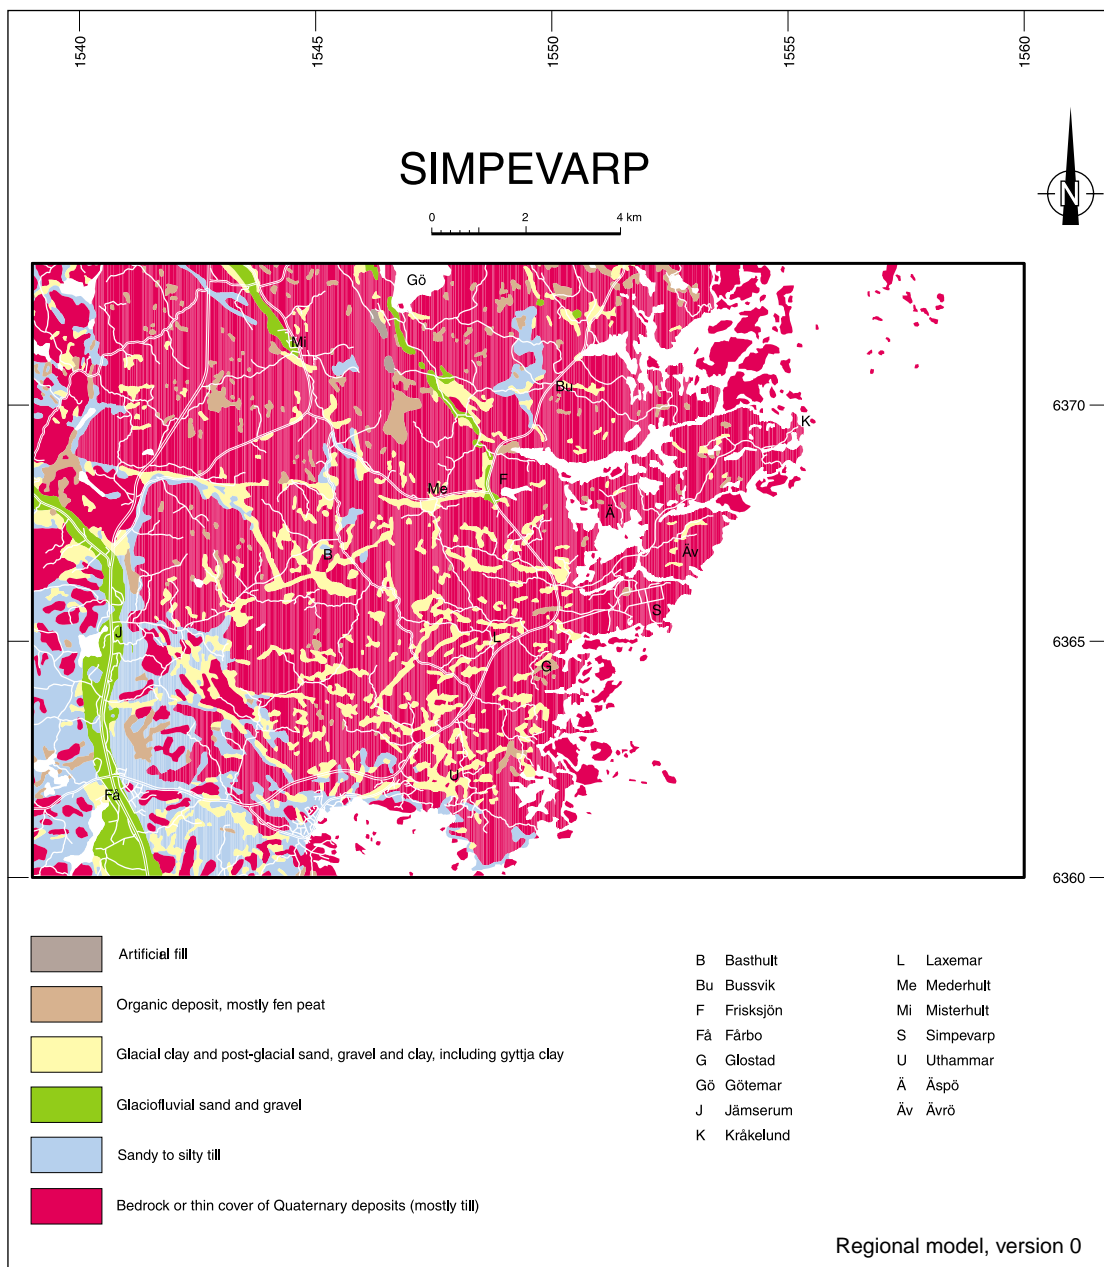 1540
1545
1550
1555
1560
SIMPEVARP
N
0 2 4 km
Gö
Mi
Bu
6370
K
F
Me
Ä
B
Äv
S
J
L
6365
G
U
Få
6360
Artificial fill
Organic deposit, mostly fen peat
Glacial clay and post-glacial sand, gravel and clay, including gyttja clay
Glaciofluvial sand and gravel
Sandy to silty till
Bedrock or thin cover of Quaternary deposits (mostly till)
B Basthult
Bu Bussvik
F Frisksjön
Få Fårbo
G Glostad
Gö Götemar
J Jämserum
K Kråkelund
L Laxemar
Me Mederhult
Mi Misterhult
S Simpevarp
U Uthammar
Ä Äspö
Äv Ävrö
Regional model, version 0